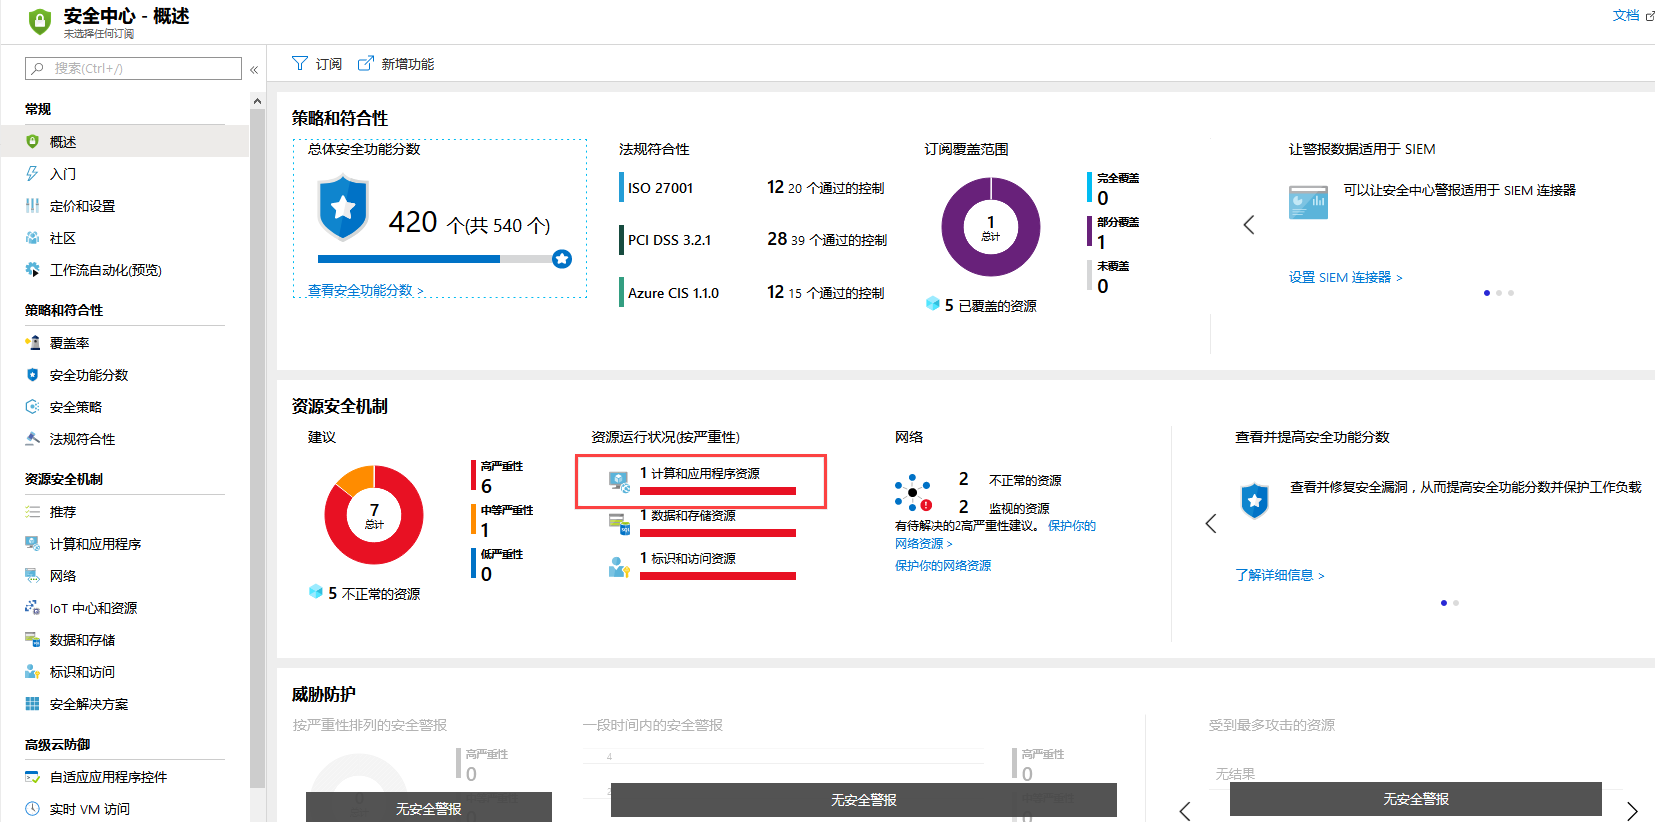 安全中心 - 概述
未选择任何订阅
文档
搜索(Ctrl+/)
«
订阅
新增功能
常规
概述
入门
定价和设置
社区
工作流自动化(预览)
策略和符合性
覆盖率
安全功能分数
安全策略
法规符合性
资源安全机制
推荐
计算和应用程序
网络
IoT 中心和资源
数据和存储
标识和访问
安全解决方案
高级云防御
自适应应用程序控件
实时 VM 访问
策略和符合性
总体安全功能分数
420 个(共 540 个)
查看安全功能分数 >
法规符合性
ISO 27001
12 20 个通过的控制
PCI DSS 3.2.1
28 39 个通过的控制
Azure CIS 1.1.0
12 15 个通过的控制
订阅覆盖范围
1
总计
完全覆盖
0
部分覆盖
1
未覆盖
0
5 已覆盖的资源
让警报数据适用于 SIEM
可以让安全中心警报适用于 SIEM 连接器
设置 SIEM 连接器 >
资源安全机制
建议
7
总计
高严重性
6
中等严重性
1
低严重性
0
5 不正常的资源
资源运行状况(按严重性)
1 计算和应用程序资源
1 数据和存储资源
1 标识和访问资源
网络
2 不正常的资源
2 监视的资源
有待解决的2高严重性建议。 保护你的
网络资源 >
保护你的网络资源
查看并提高安全功能分数
查看并修复安全漏洞，从而提高安全功能分数并保护工作负载
了解详细信息 >
威胁防护
按严重性排列的安全警报
高严重性
0
无安全警报
一段时间内的安全警报
4
2
高严重性
0
无安全警报
受到最多攻击的资源
无结果
无安全警报